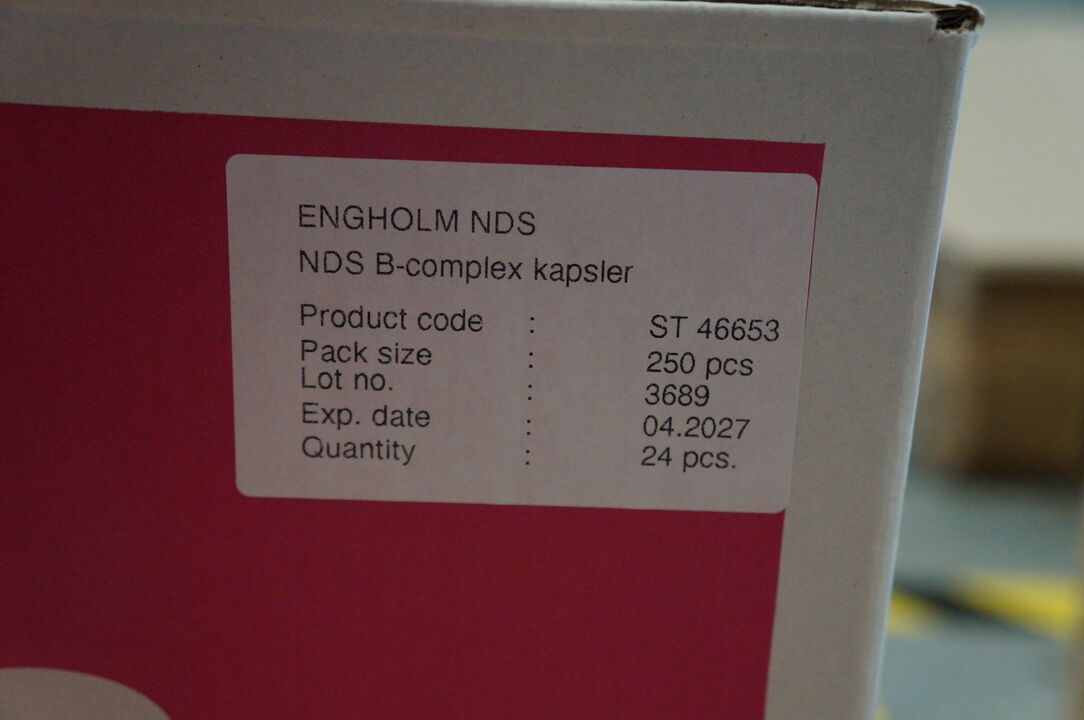 ENGHOLM NDS
NDS B-complex kapsler
Product code : ST 46653
Pack size : 250 pcs
Lot no. : 3689
Exp. date : 04.2027
Quantity : 24 pcs.